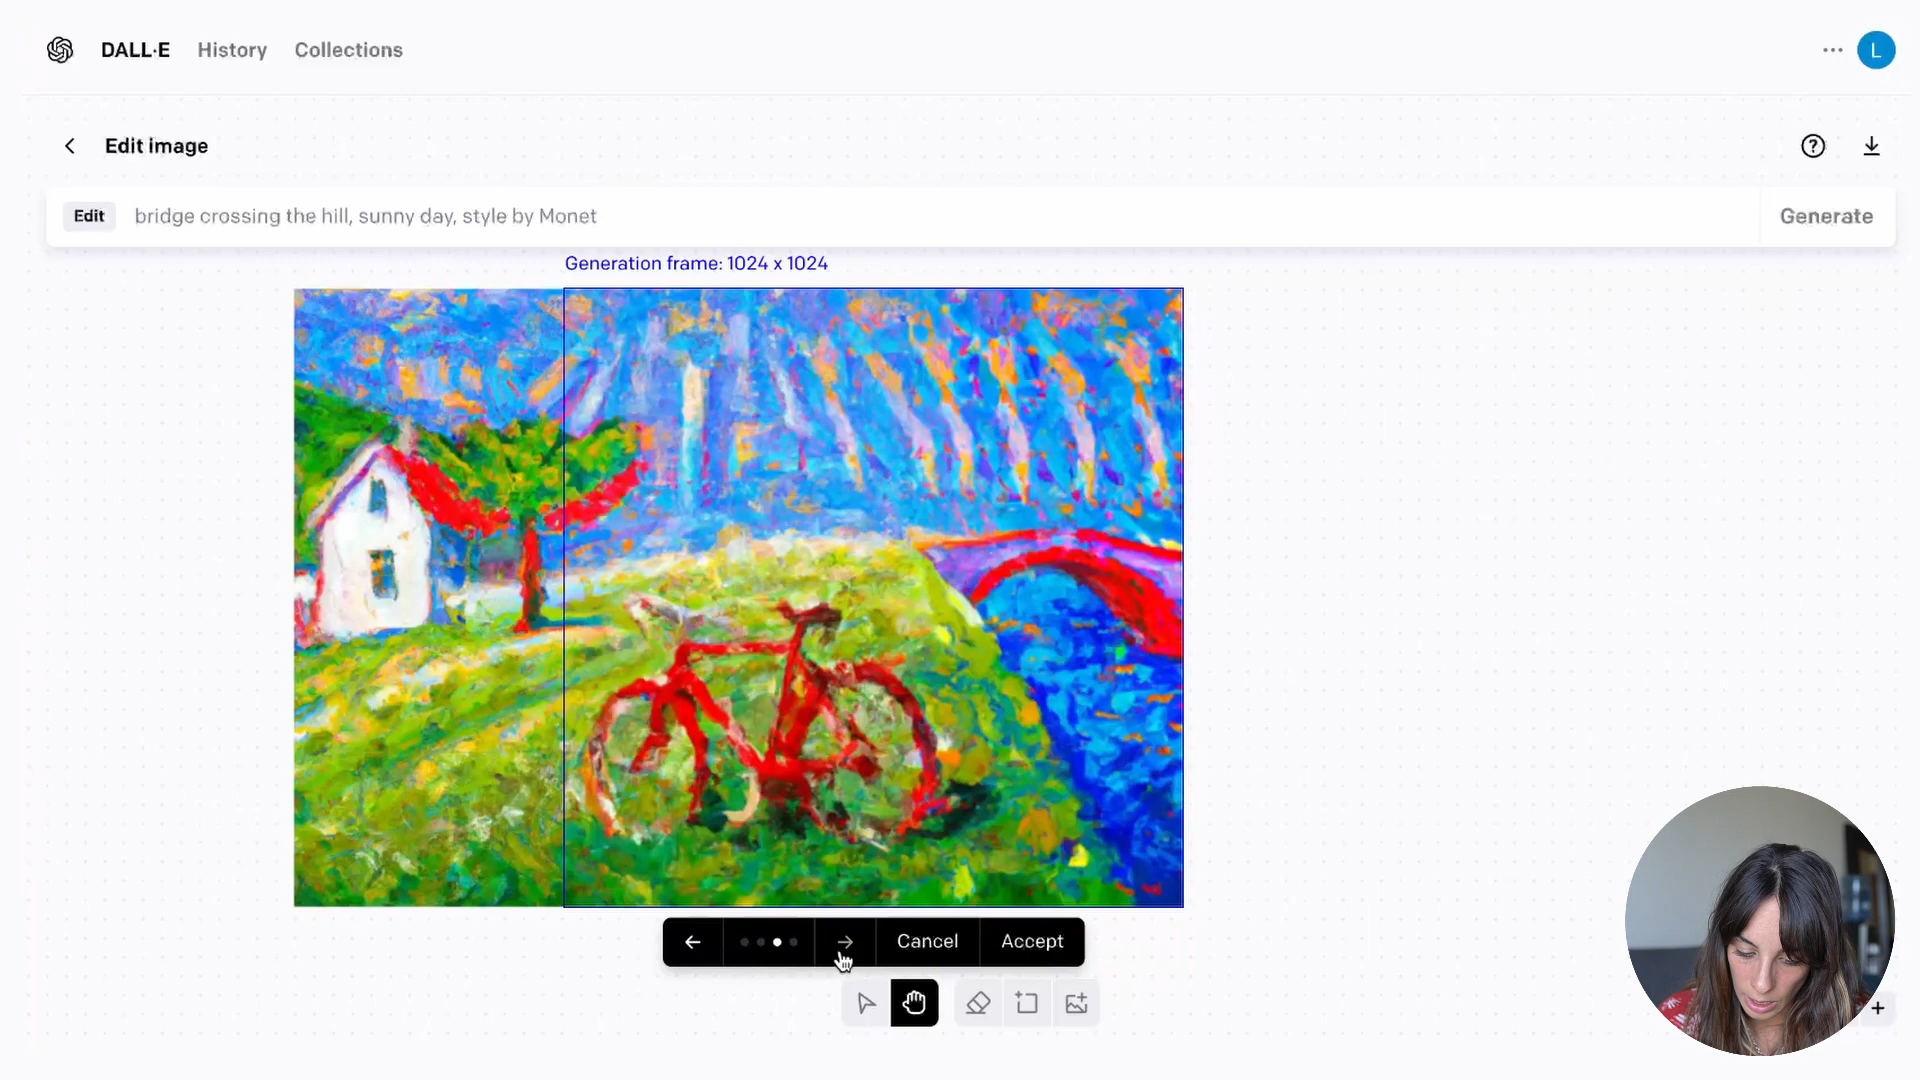 DALL·E History Collections
L
Edit image
Edit bridge crossing the hill, sunny day, style by Monet Generate
Generation frame: 1024 x 1024
Cancel Accept